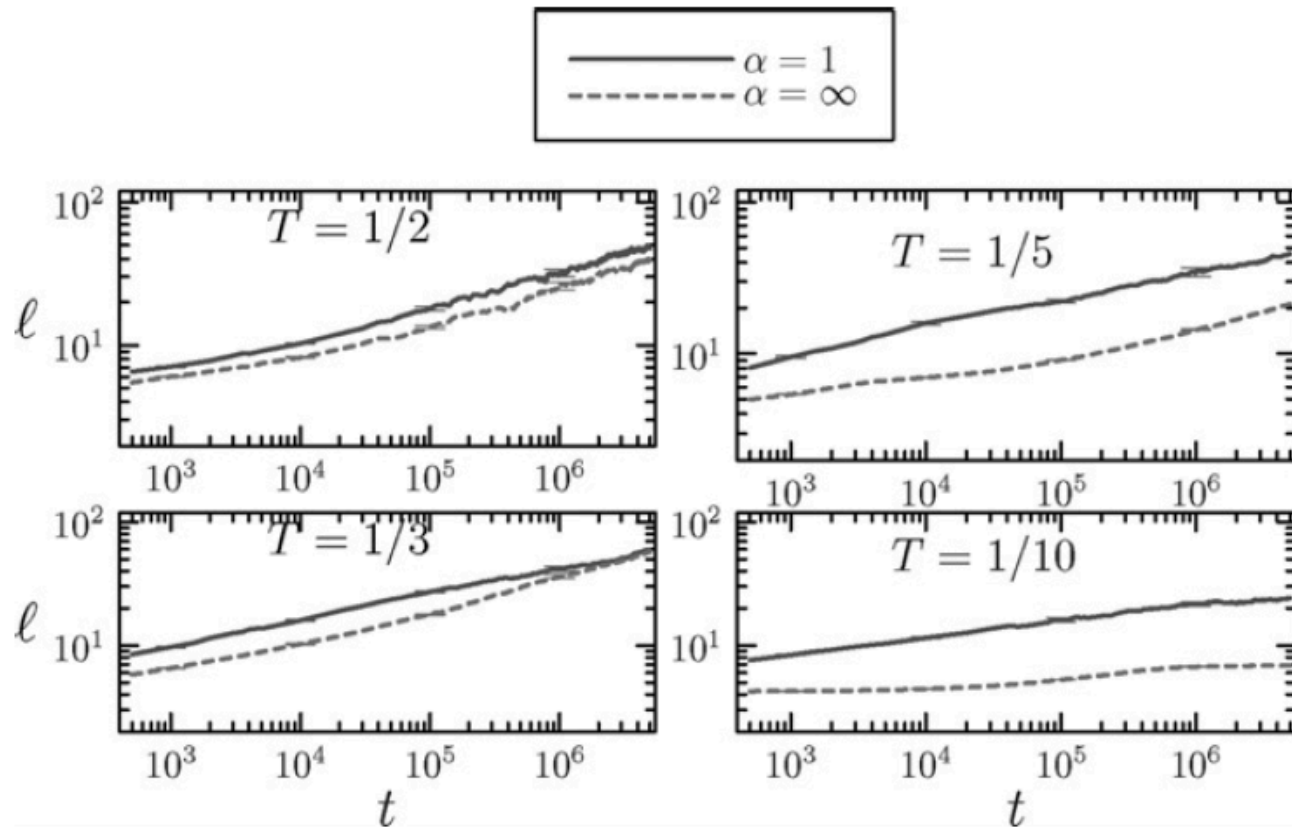 α = 1
α = ∞
10² T = 1/2
ℓ
10¹
10³ 10⁴ 10⁵ 10⁶
10² T = 1/5
10¹
10³ 10⁴ 10⁵ 10⁶
10² T = 1/3
ℓ 10¹
10³ 10⁴ 10⁵ 10⁶
t
10² T = 1/10
10¹
10³ 10⁴ 10⁵ 10⁶
t